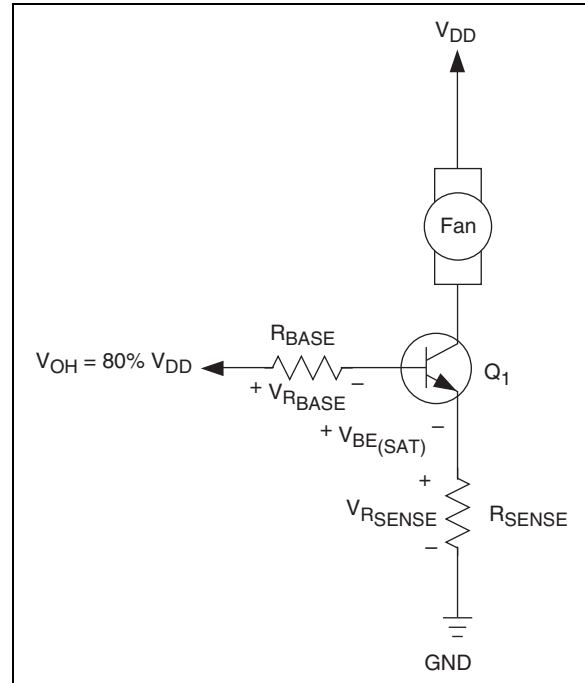 VDD
Fan
RBASE
VOH = 80% VDD
Q1
+ VRBASE –
+ VBE(SAT) –
+
VRSENSE
RSENSE
–
GND